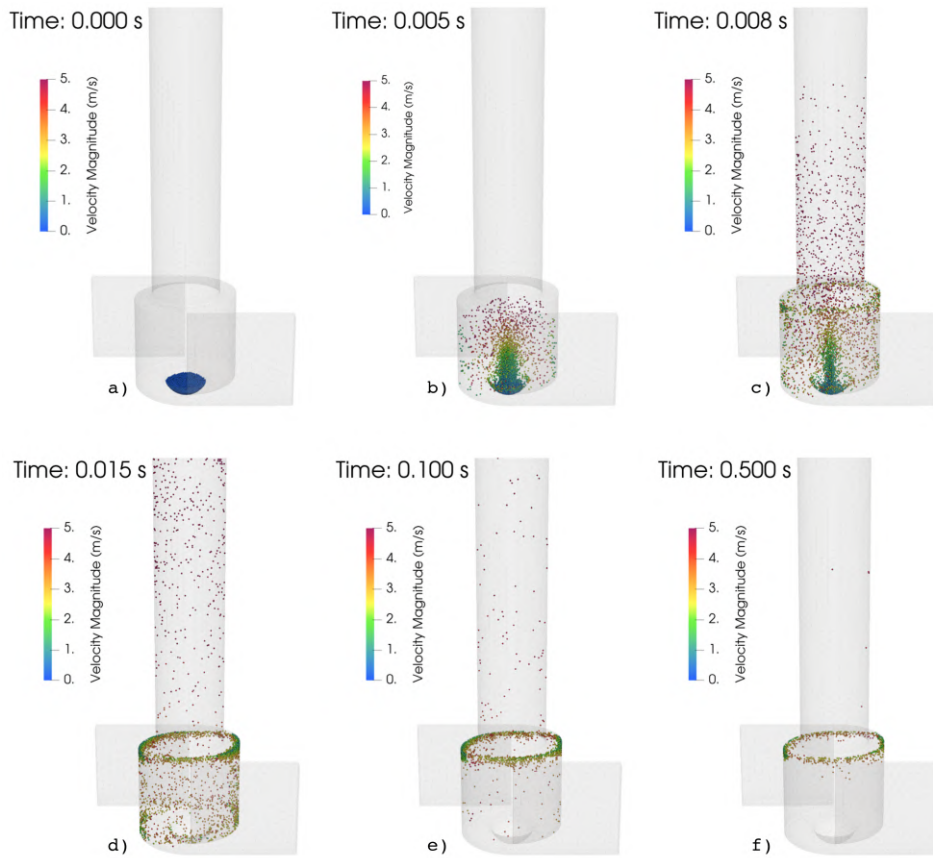 Time: 0.000 s
5.
4.
3.
2.
1.
0.
Velocity Magnitude (m/s)
a)
Time: 0.005 s
5.
4.
3.
2.
1.
0.
Velocity Magnitude (m/s)
b)
Time: 0.008 s
5.
4.
3.
2.
1.
0.
Velocity Magnitude (m/s)
c)
Time: 0.015 s
5.
4.
3.
2.
1.
0.
Velocity Magnitude (m/s)
d)
Time: 0.100 s
5.
4.
3.
2.
1.
0.
Velocity Magnitude (m/s)
e)
Time: 0.500 s
5.
4.
3.
2.
1.
0.
Velocity Magnitude (m/s)
f)